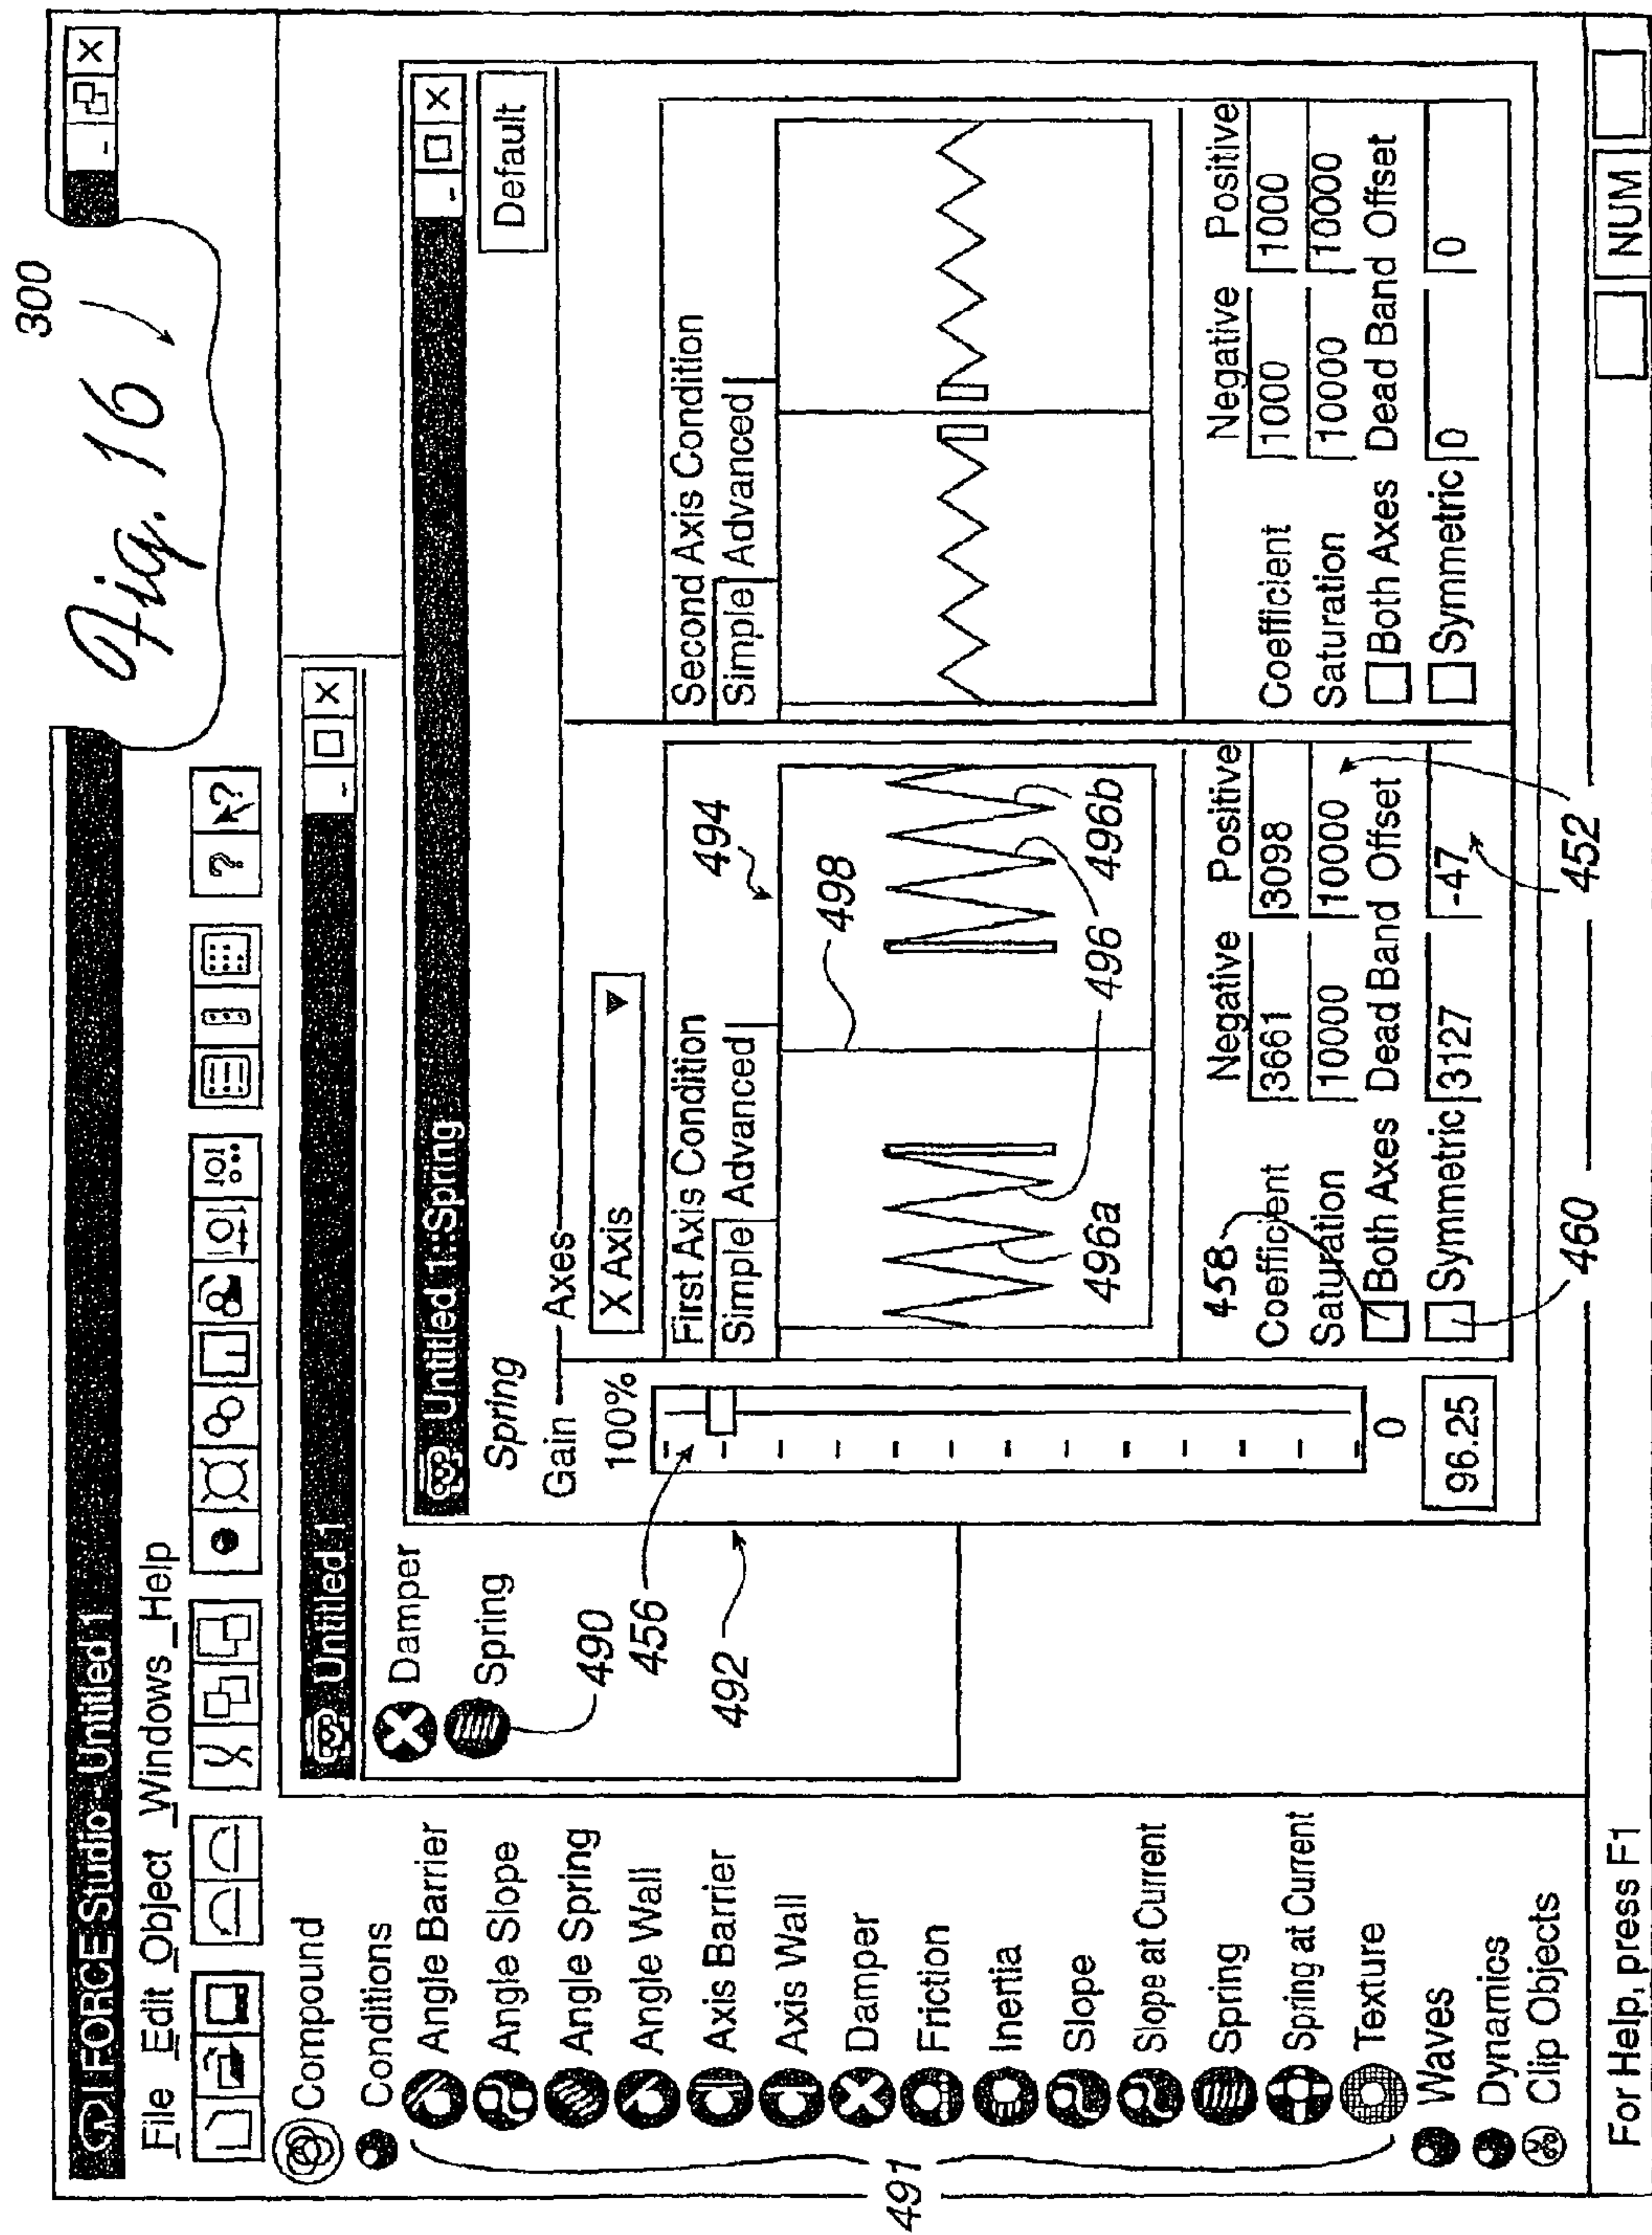 300
Fig. 16
I FORCE Studio - Untitled 1
File Edit Object Windows Help
Compound
Conditions
Angle Barrier
Angle Slope
Angle Spring
Angle Wall
Axis Barrier
Axis Wall
Damper
Friction
Inertia
Slope
Slope at Current
Spring
Spring at Current
Texture
Waves
Dynamics
Clip Objects
491
Untitled 1
Damper
Spring
490
456
492
Untitled 1: Spring
Spring
Default
Gain
100%
0
96.25
Axes
X Axis
First Axis Condition
Simple Advanced
494
498
496a
496
496b
458
Negative Positive
Coefficient 3661 3098
Saturation 10000 10000
Both Axes Dead Band Offset
Symmetric 3127 -47
460
452
Second Axis Condition
Simple Advanced
Negative Positive
Coefficient 1000 1000
Saturation 10000 10000
Both Axes Dead Band Offset
Symmetric 0 0
For Help, press F1
NUM